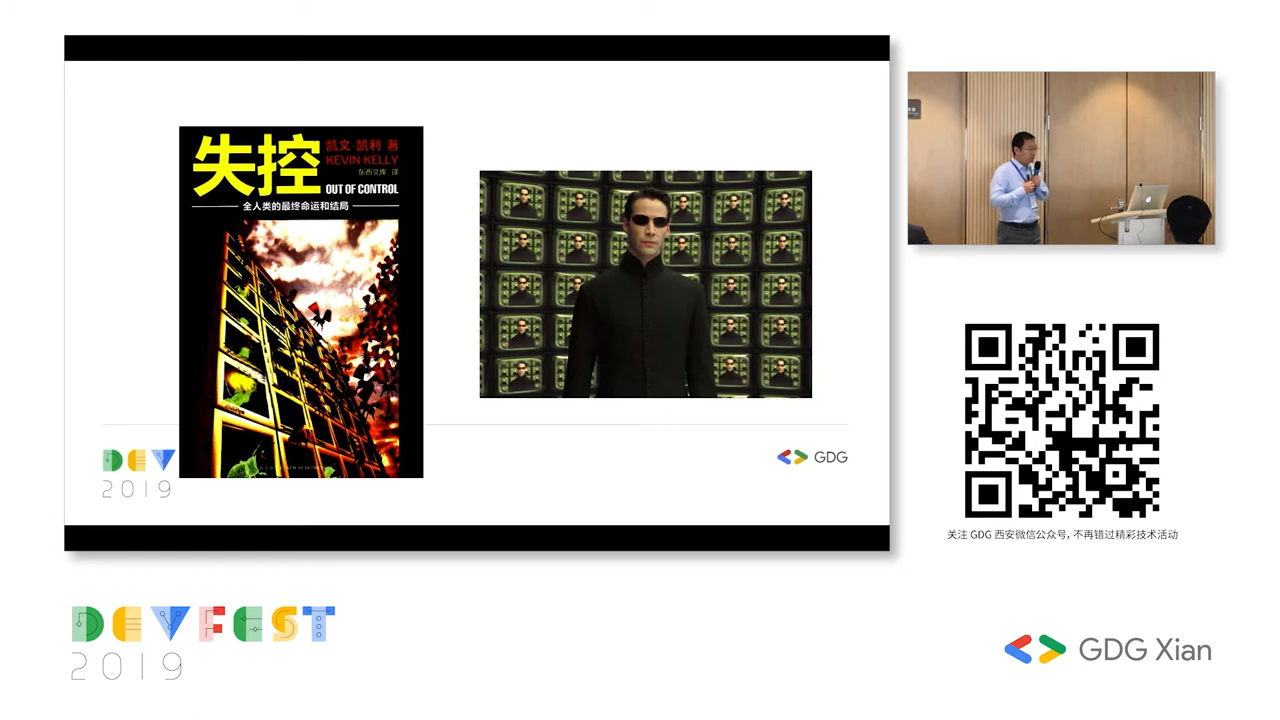 失控
凯文·凯利 著
KEVIN KELLY
东西文库 译
OUT OF CONTROL
全人类的最终命运和结局
DEV
2019
GDG
关注 GDG 西安微信公众号, 不再错过精彩技术活动
DEVFEST
2019
GDG Xian